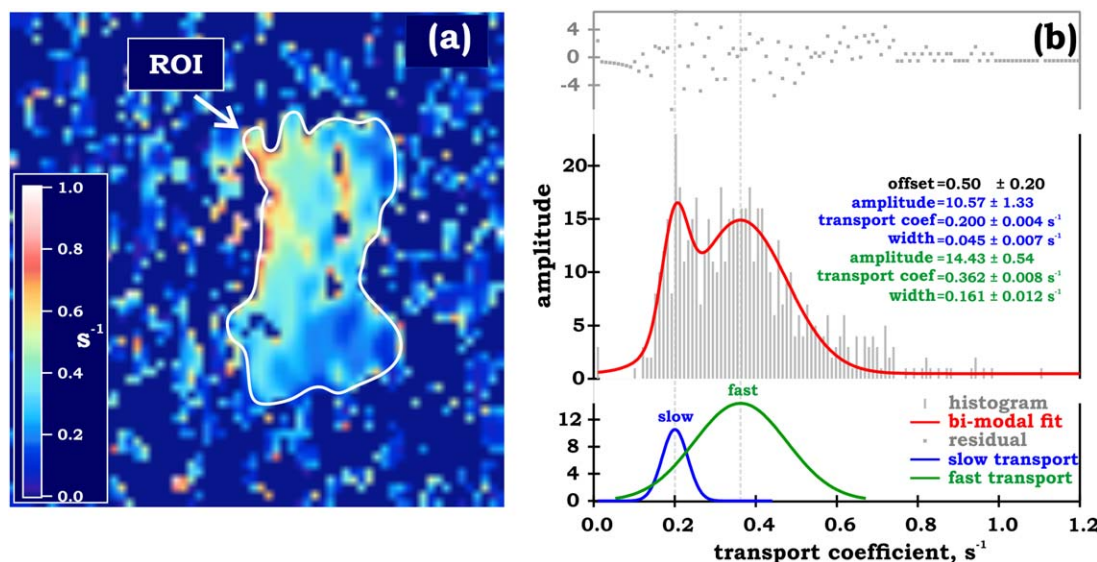 (a)
ROI
1.0
0.8
0.6
s⁻¹
0.4
0.2
0.0
(b)
4
0
-4
20
15
10
5
0
amplitude
offset=0.50 ± 0.20
amplitude=10.57 ± 1.33
transport coef=0.200 ± 0.004 s⁻¹
width=0.045 ± 0.007 s⁻¹
amplitude=14.43 ± 0.54
transport coef=0.362 ± 0.008 s⁻¹
width=0.161 ± 0.012 s⁻¹
12
8
4
0
slow
fast
histogram
bi-modal fit
residual
slow transport
fast transport
0.0 0.2 0.4 0.6 0.8 1.0 1.2
transport coefficient, s⁻¹